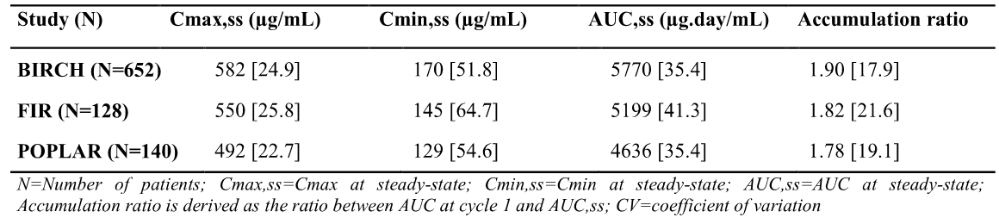 Study (N) Cmax,ss (µg/mL) Cmin,ss (µg/mL) AUC,ss (µg.day/mL) Accumulation ratio
BIRCH (N=652) 582 [24.9] 170 [51.8] 5770 [35.4] 1.90 [17.9]
FIR (N=128) 550 [25.8] 145 [64.7] 5199 [41.3] 1.82 [21.6]
POPLAR (N=140) 492 [22.7] 129 [54.6] 4636 [35.4] 1.78 [19.1]
N=Number of patients; Cmax,ss=Cmax at steady-state; Cmin,ss=Cmin at steady-state; AUC,ss=AUC at steady-state;
Accumulation ratio is derived as the ratio between AUC at cycle 1 and AUC,ss; CV=coefficient of variation